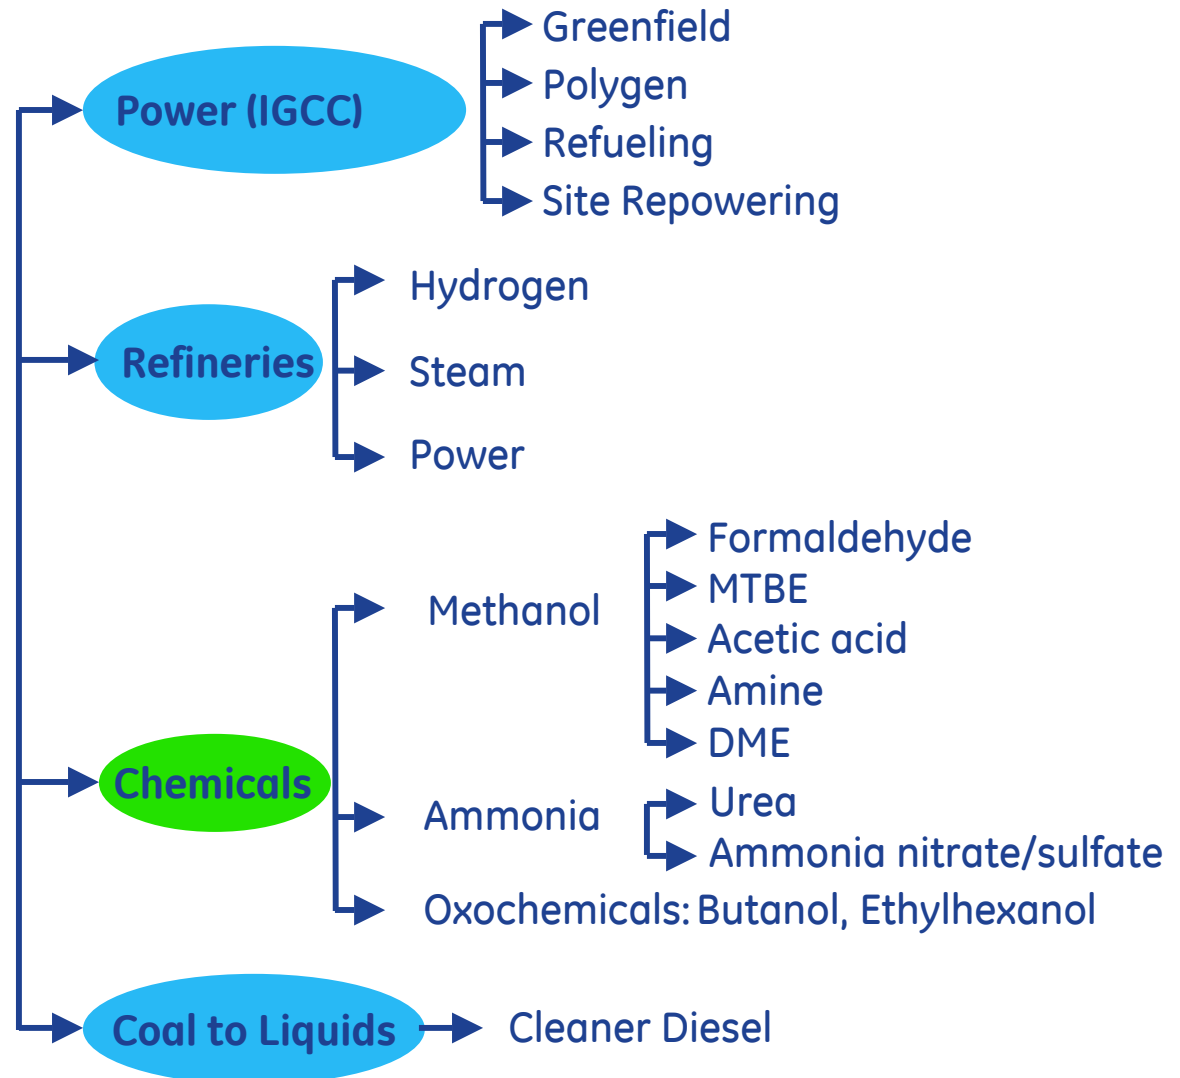 Power (IGCC)
Greenfield
Polygen
Refueling
Site Repowering
Refineries
Hydrogen
Steam
Power
Chemicals
Methanol
Formaldehyde
MTBE
Acetic acid
Amine
DME
Ammonia
Urea
Ammonia nitrate/sulfate
Oxochemicals: Butanol, Ethylhexanol
Coal to Liquids
Cleaner Diesel